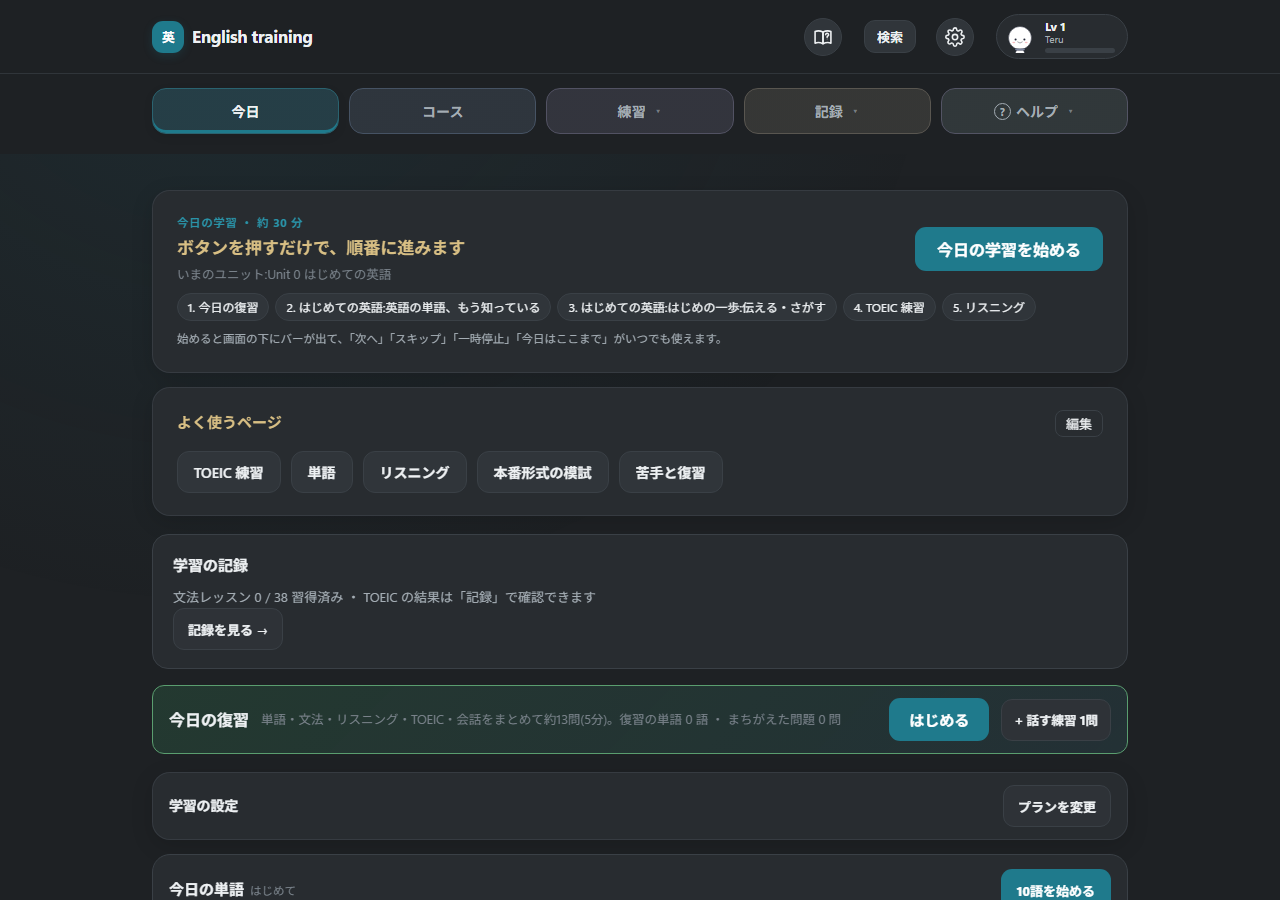 英 English training
検索
Lv 1
Teru
今日
コース
練習
記録
? ヘルプ
今日の学習 ・ 約 30 分
ボタンを押すだけで、順番に進みます
いまのユニット:Unit 0 はじめての英語
今日の学習を始める
1. 今日の復習
2. はじめての英語:英語の単語、もう知っている
3. はじめての英語:はじめの一歩:伝える・さがす
4. TOEIC 練習
5. リスニング
始めると画面の下にバーが出て、「次へ」「スキップ」「一時停止」「今日はここまで」がいつでも使えます。
よく使うページ
編集
TOEIC 練習
単語
リスニング
本番形式の模試
苦手と復習
学習の記録
文法レッスン 0 / 38 習得済み ・ TOEIC の結果は「記録」で確認できます
記録を見る →
今日の復習
単語・文法・リスニング・TOEIC・会話をまとめて約13問(5分)。復習の単語 0 語 ・ まちがえた問題 0 問
はじめる
+ 話す練習 1問
学習の設定
プランを変更
今日の単語 はじめて
10語を始める